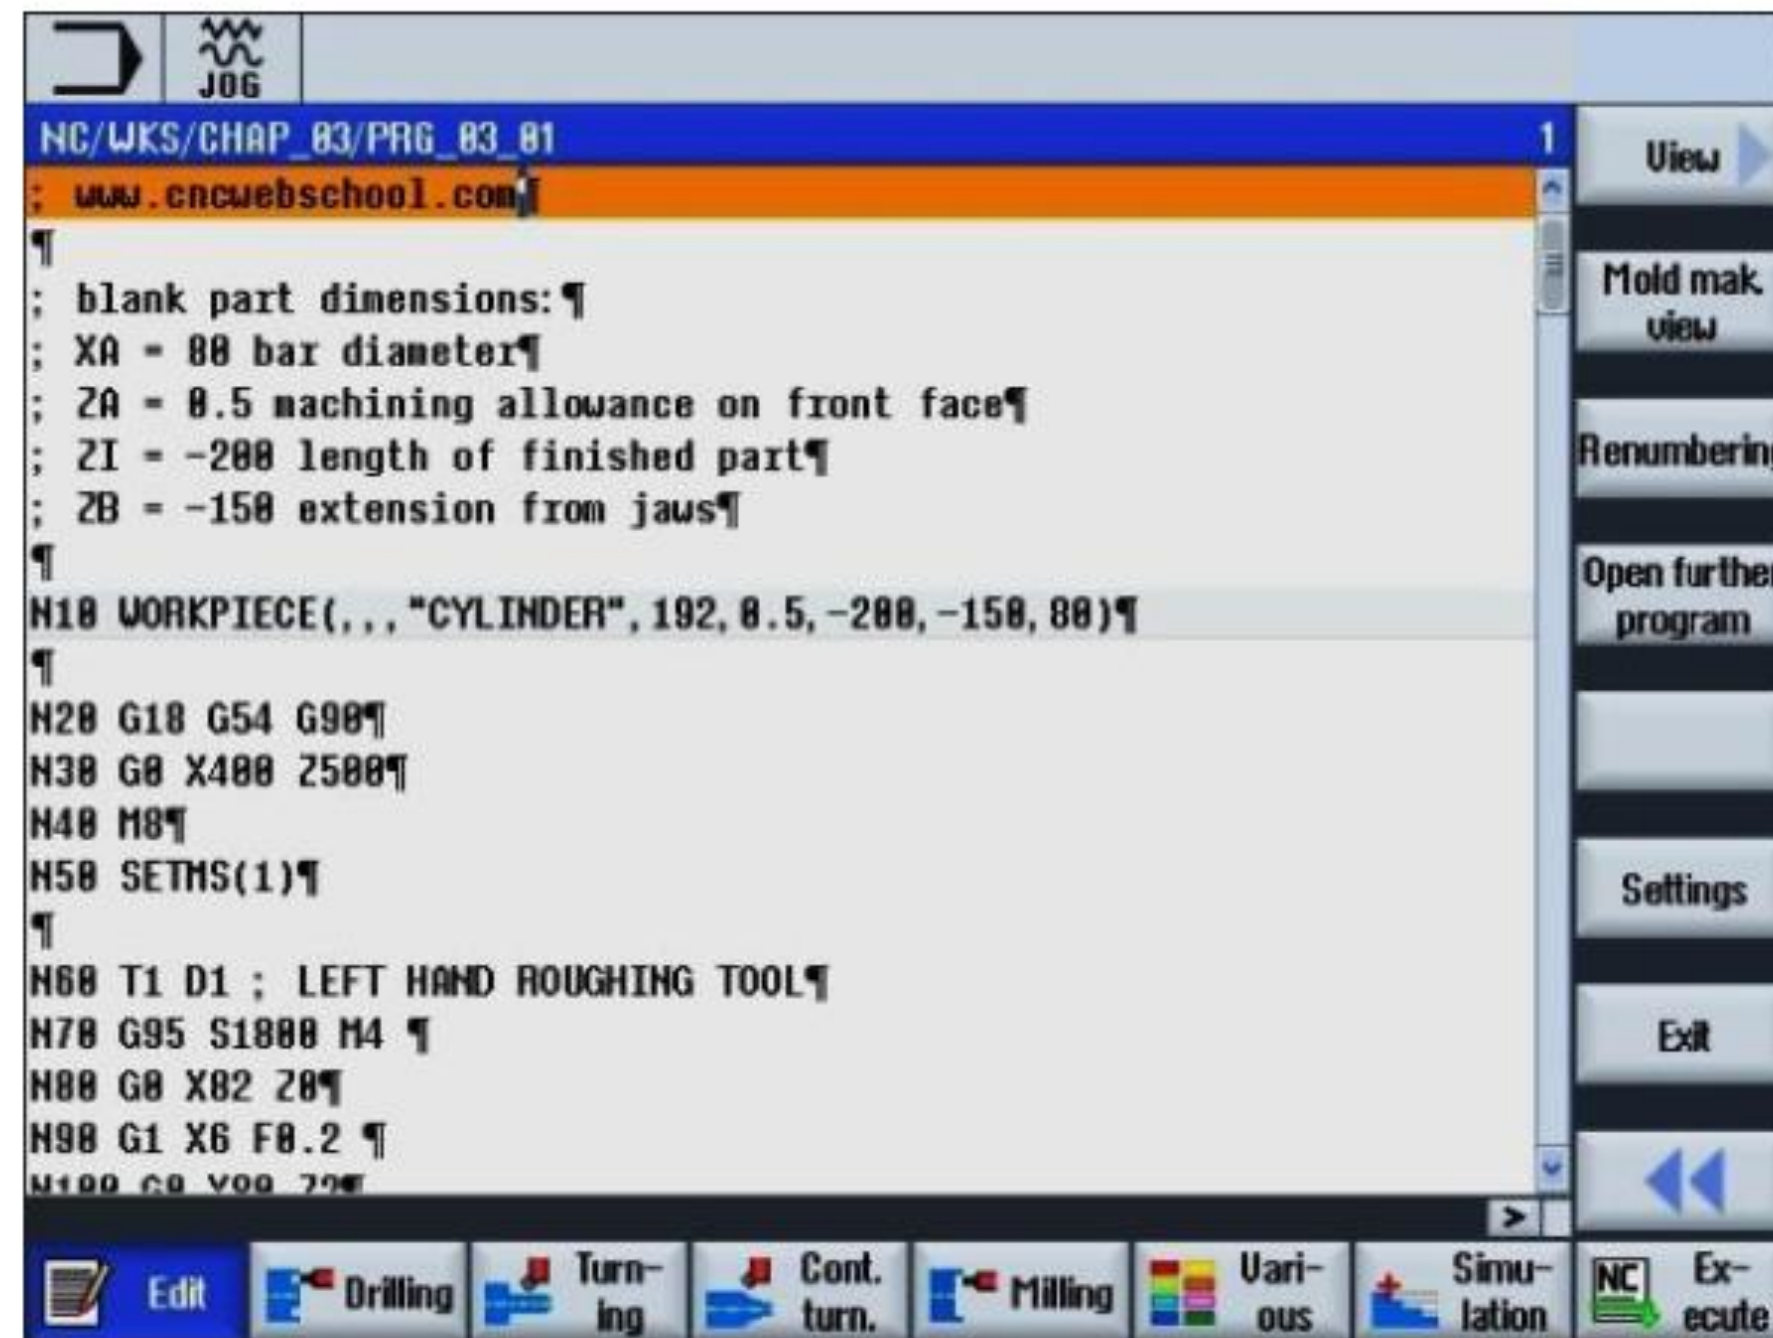 JOG
NC/WKS/CHAP_03/PRG_03_01 1
; www.cncwebschool.com¶
¶
; blank part dimensions:¶
; XA = 80 bar diameter¶
; ZA = 0.5 machining allowance on front face¶
; ZI = -200 length of finished part¶
; ZB = -150 extension from jaws¶
¶
N10 WORKPIECE(,,,"CYLINDER",192,0.5,-200,-150,80)¶
¶
N20 G18 G54 G90¶
N30 G0 X400 Z500¶
N40 M8¶
N50 SETMS(1)¶
¶
N60 T1 D1 ; LEFT HAND ROUGHING TOOL¶
N70 G95 S1800 M4 ¶
N80 G0 X82 Z0¶
N90 G1 X6 F0.2 ¶
View
Mold mak.
view
Renumbering
Open further
program
Settings
Exit
>
Edit
Drilling
Turn-
ing
Cont.
turn.
Milling
Vari-
ous
Simu-
lation
NC
Ex-
ecute